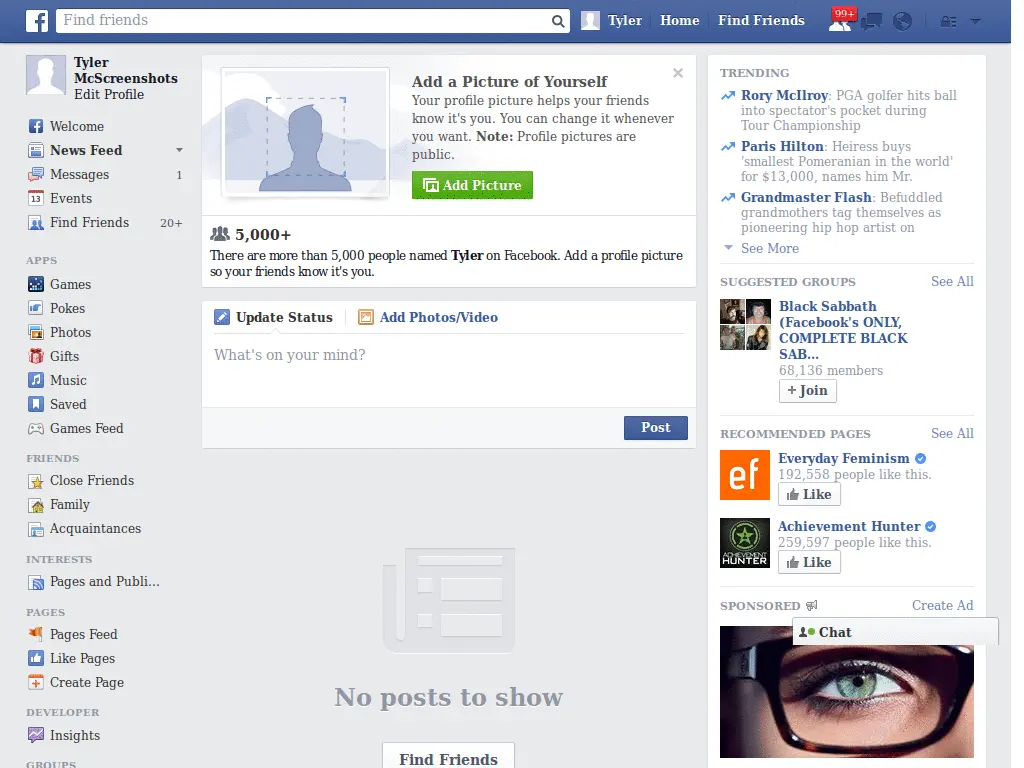 Find friends
Tyler
Home
Find Friends
99+
Tyler
McScreenshots
Edit Profile
Welcome
News Feed
Messages 1
13 Events
Find Friends 20+
APPS
Games
Pokes
Photos
Gifts
Music
Saved
Games Feed
FRIENDS
Close Friends
Family
Acquaintances
INTERESTS
Pages and Publi...
PAGES
Pages Feed
Like Pages
Create Page
DEVELOPER
Insights
GROUPS
Add a Picture of Yourself
Your profile picture helps your friends
know it's you. You can change it whenever
you want. Note: Profile pictures are
public.
Add Picture
5,000+
There are more than 5,000 people named Tyler on Facebook. Add a profile picture
so your friends know it's you.
Update Status
Add Photos/Video
What's on your mind?
Post
No posts to show
Find Friends
TRENDING
Rory McIlroy: PGA golfer hits ball
into spectator's pocket during
Tour Championship
Paris Hilton: Heiress buys
'smallest Pomeranian in the world'
for $13,000, names him Mr.
Grandmaster Flash: Befuddled
grandmothers tag themselves as
pioneering hip hop artist on
See More
SUGGESTED GROUPS See All
Black Sabbath
(Facebook's ONLY,
COMPLETE BLACK
SAB...
68,136 members
+ Join
RECOMMENDED PAGES See All
ef
Everyday Feminism
192,558 people like this.
Like
ACHIEVEMENT
HUNTER
Achievement Hunter
259,597 people like this.
Like
SPONSORED Create Ad
Chat